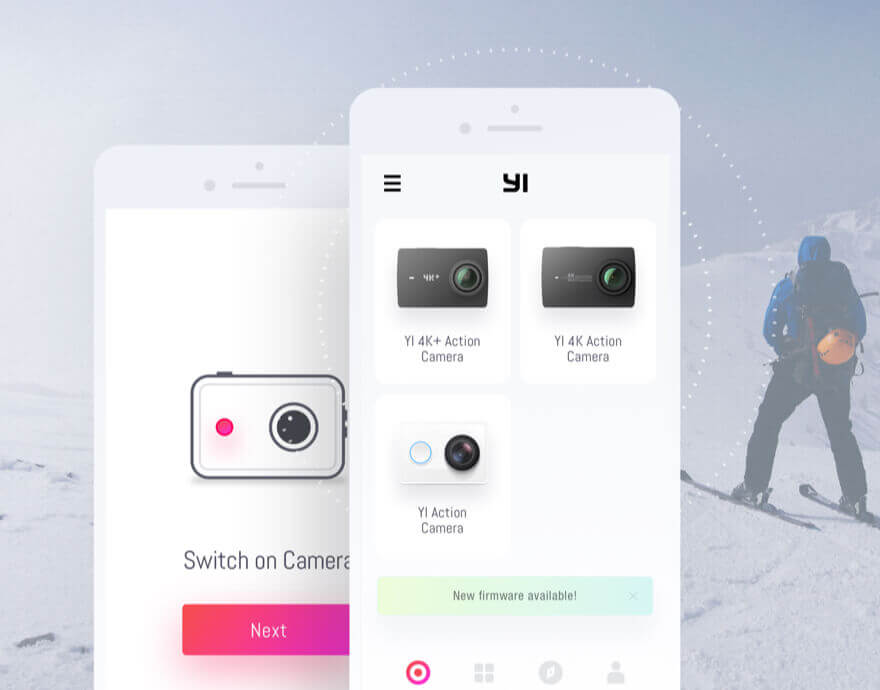 YI
4K+
YI 4K+ Action
Camera
YI 4K Action
Camera
YI Action
Camera
New firmware available!
Switch on Camera
Next